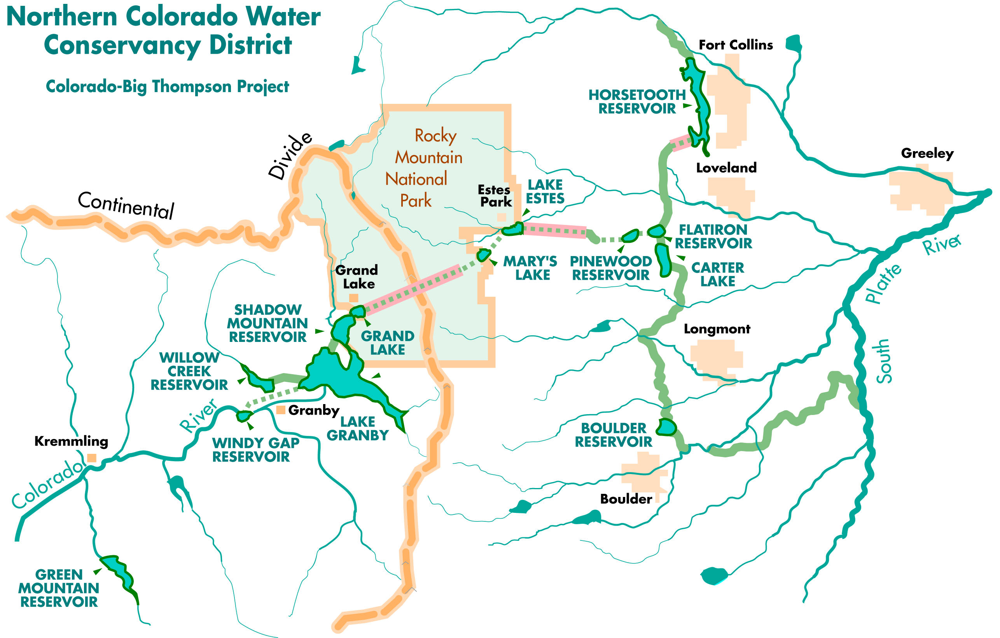 Northern Colorado Water
Conservancy District
Colorado-Big Thompson Project
Fort Collins
HORSETOOTH
RESERVOIR
Rocky
Mountain
National
Park
Divide
Continental
Greeley
Loveland
Estes
Park
LAKE
ESTES
FLATIRON
RESERVOIR
River
Platte
South
MARY'S
LAKE
PINEWOOD
RESERVOIR
CARTER
LAKE
Grand
Lake
SHADOW
MOUNTAIN
RESERVOIR
GRAND
LAKE
Longmont
WILLOW
CREEK
RESERVOIR
Granby
LAKE
GRANBY
River
Colorado
WINDY GAP
RESERVOIR
Kremmling
BOULDER
RESERVOIR
Boulder
GREEN
MOUNTAIN
RESERVOIR